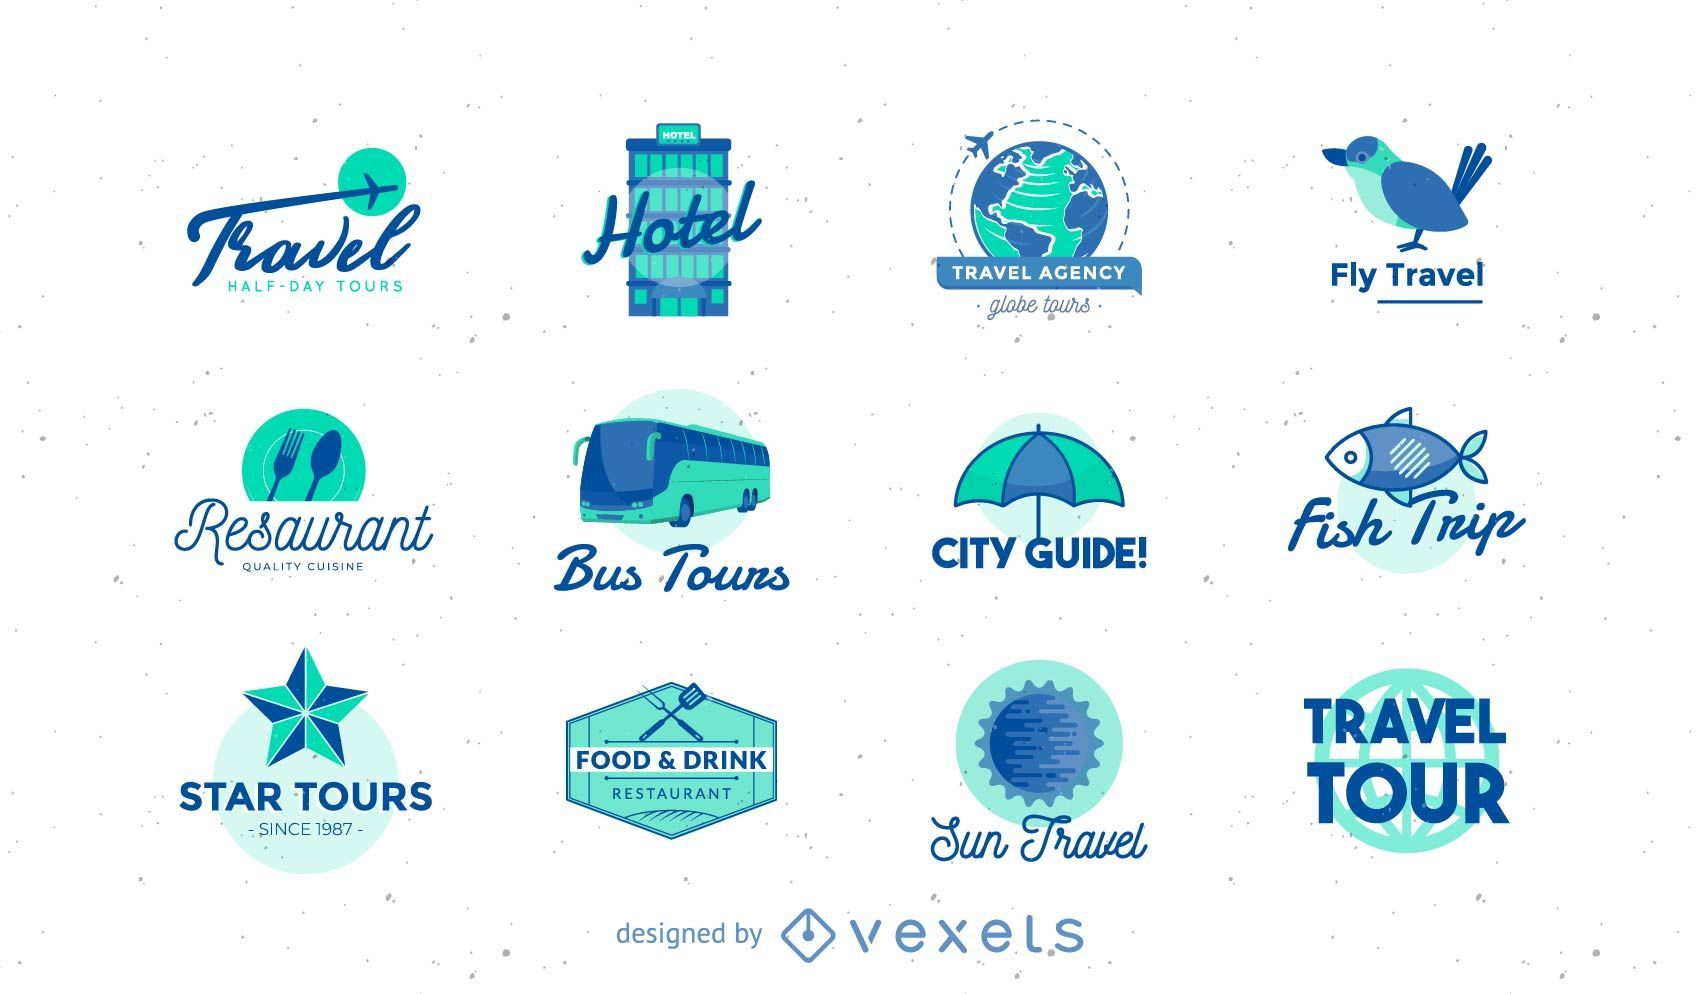 Travel
HALF-DAY TOURS
HOTEL
Hotel
TRAVEL AGENCY
· globe tours ·
Fly Travel
Resaurant
QUALITY CUISINE
Bus Tours
CITY GUIDE!
Fish Trip
STAR TOURS
- SINCE 1987 -
FOOD & DRINK
RESTAURANT
Sun Travel
TRAVEL
TOUR
designed by vexels